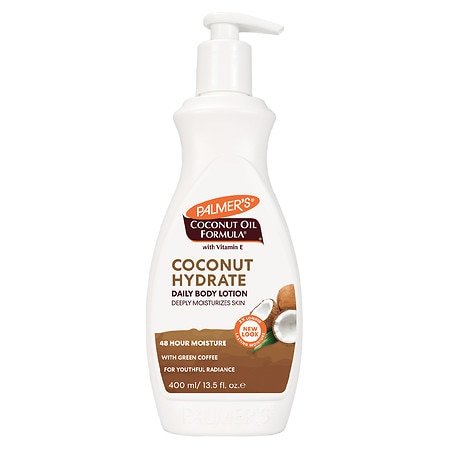 PALMER'S®
COCONUT OIL
FORMULA®
with Vitamin E
COCONUT
HYDRATE
DAILY BODY LOTION
DEEPLY MOISTURIZES SKIN
NEW
LOOK
48 HOUR MOISTURE
WITH GREEN COFFEE
FOR YOUTHFUL RADIANCE
400 ml/ 13.5 fl. oz.e